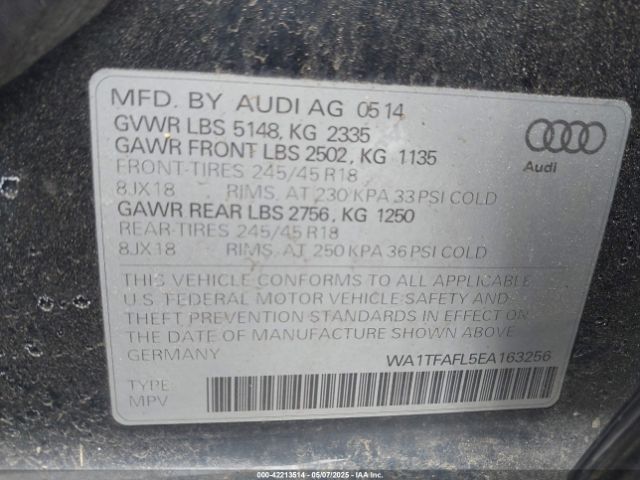 MFD. BY AUDI AG 05 14
GVWR LBS 5148, KG 2335
GAWR FRONT LBS 2502, KG 1135
FRONT-TIRES 245/45 R18
8JX18 RIMS, AT 230 KPA 33 PSI COLD
GAWR REAR LBS 2756, KG 1250
REAR-TIRES 245/45 R18
8JX18 RIMS, AT 250 KPA 36 PSI COLD
Audi
THIS VEHICLE CONFORMS TO ALL APPLICABLE
U.S. FEDERAL MOTOR VEHICLE SAFETY AND
THEFT PREVENTION STANDARDS IN EFFECT ON
THE DATE OF MANUFACTURE SHOWN ABOVE
GERMANY
WA1TFAFL5EA163256
TYPE:
MPV
000-42213514 - 05/07/2025 - IAAI.COM